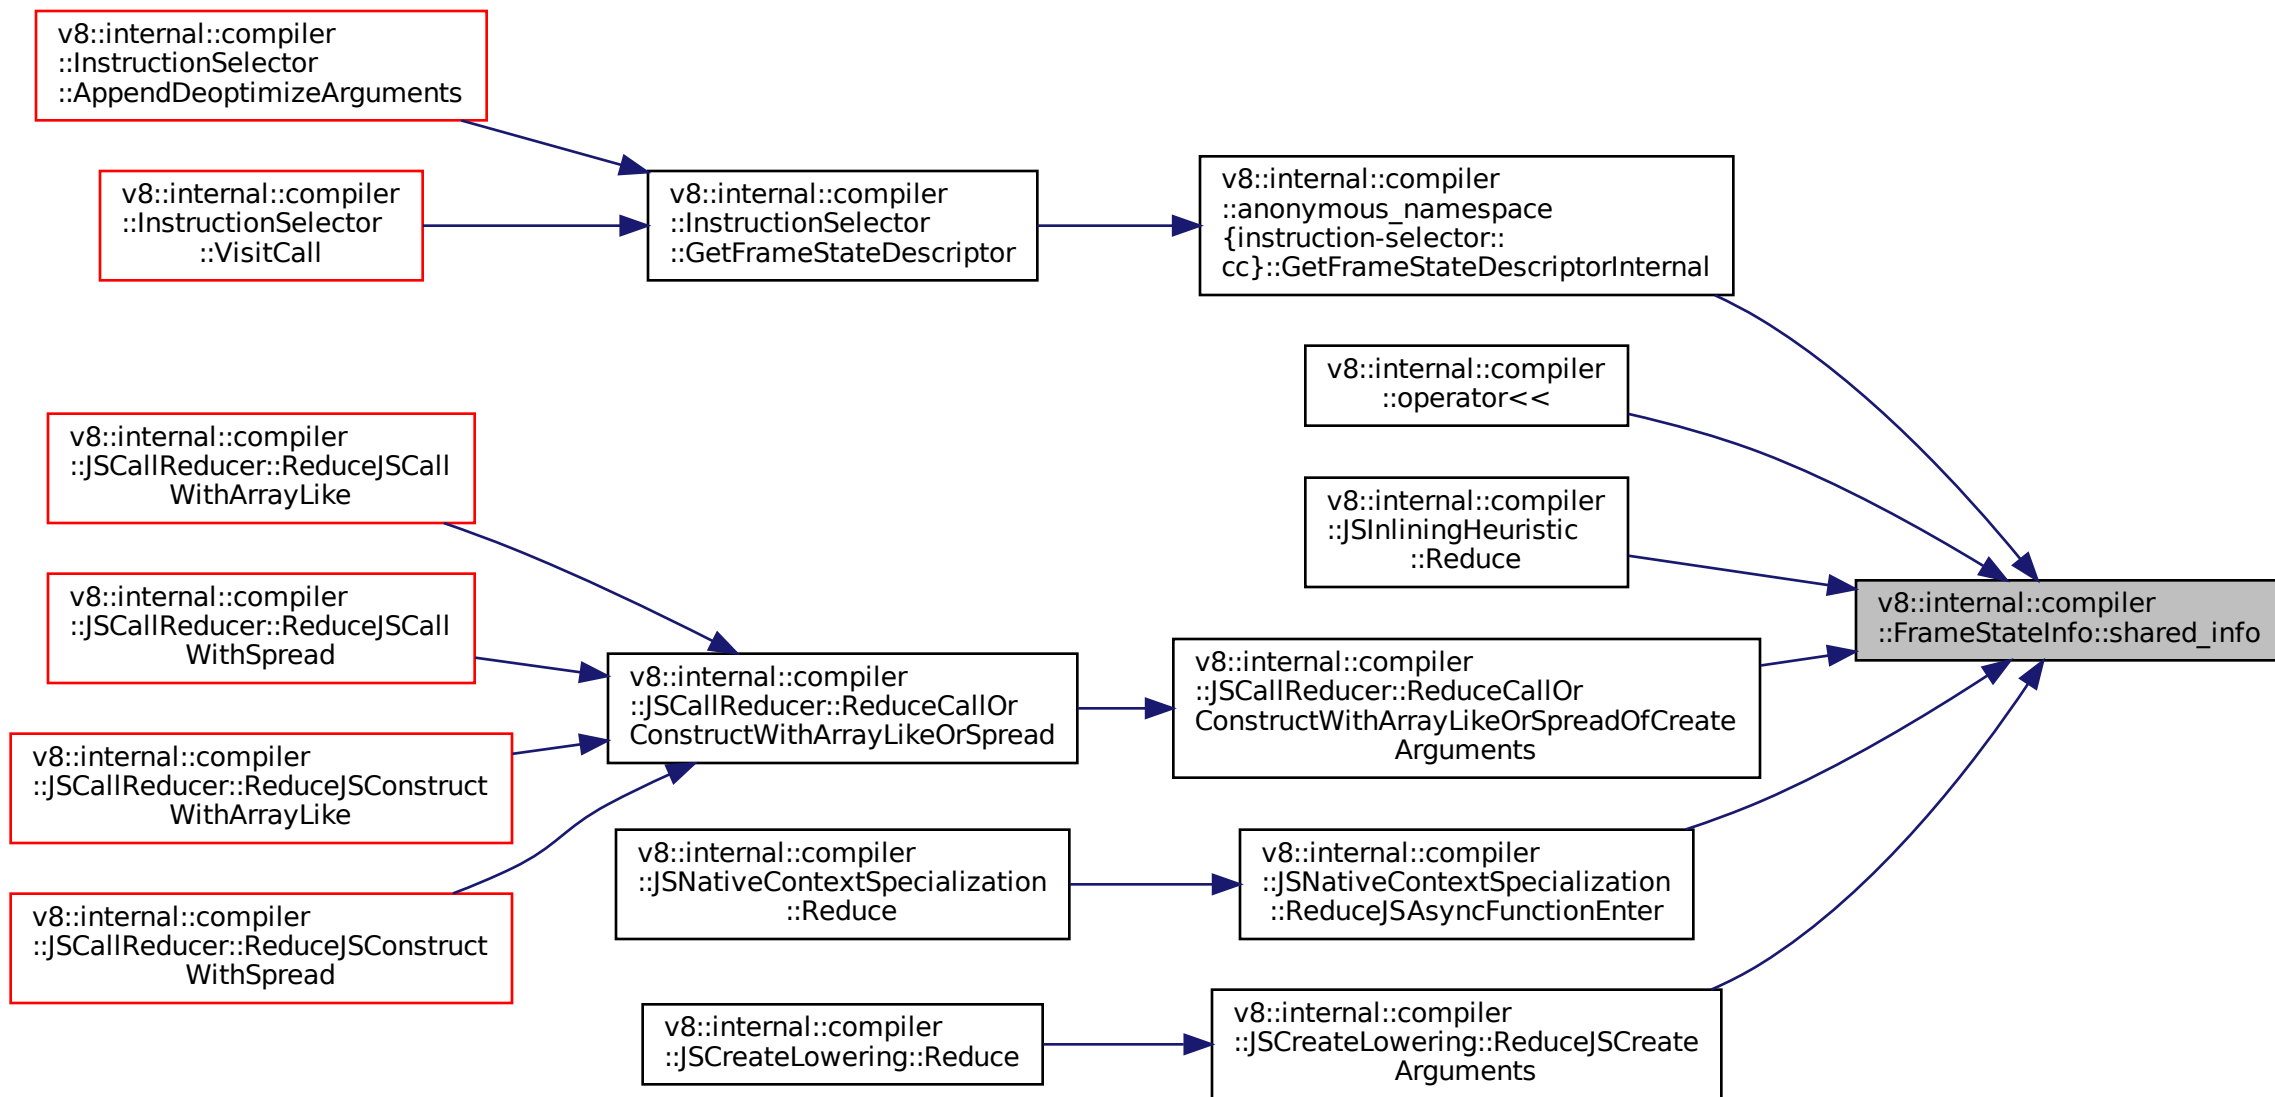 v8::internal::compiler
::InstructionSelector
::AppendDeoptimizeArguments
v8::internal::compiler
::InstructionSelector
::VisitCall
v8::internal::compiler
::InstructionSelector
::GetFrameStateDescriptor
v8::internal::compiler
::anonymous_namespace
{instruction-selector::
cc}::GetFrameStateDescriptorInternal
v8::internal::compiler
::operator<<
v8::internal::compiler
::JSInliningHeuristic
::Reduce
v8::internal::compiler
::FrameStateInfo::shared_info
v8::internal::compiler
::JSCallReducer::ReduceJSCall
WithArrayLike
v8::internal::compiler
::JSCallReducer::ReduceJSCall
WithSpread
v8::internal::compiler
::JSCallReducer::ReduceJSConstruct
WithArrayLike
v8::internal::compiler
::JSCallReducer::ReduceJSConstruct
WithSpread
v8::internal::compiler
::JSCallReducer::ReduceCallOr
ConstructWithArrayLikeOrSpread
v8::internal::compiler
::JSCallReducer::ReduceCallOr
ConstructWithArrayLikeOrSpreadOfCreate
Arguments
v8::internal::compiler
::JSNativeContextSpecialization
::Reduce
v8::internal::compiler
::JSNativeContextSpecialization
::ReduceJSAsyncFunctionEnter
v8::internal::compiler
::JSCreateLowering::Reduce
v8::internal::compiler
::JSCreateLowering::ReduceJSCreate
Arguments